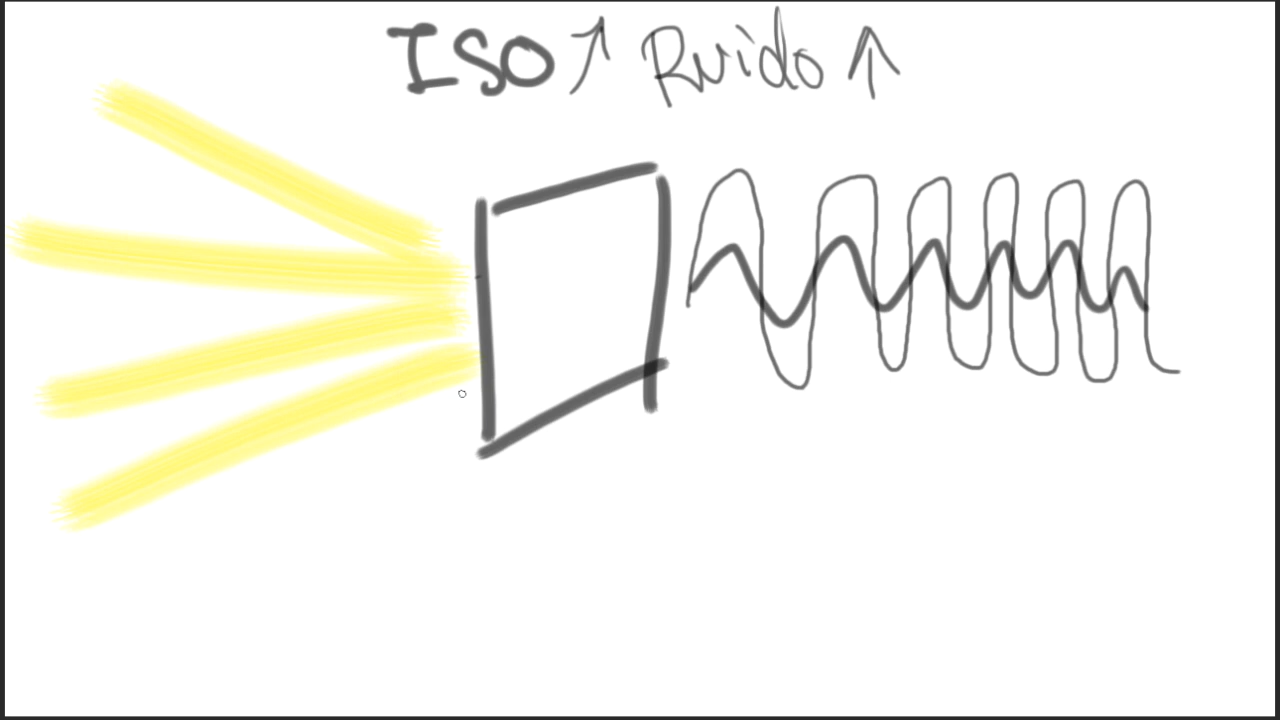 ISO ↑ Ruido ↑